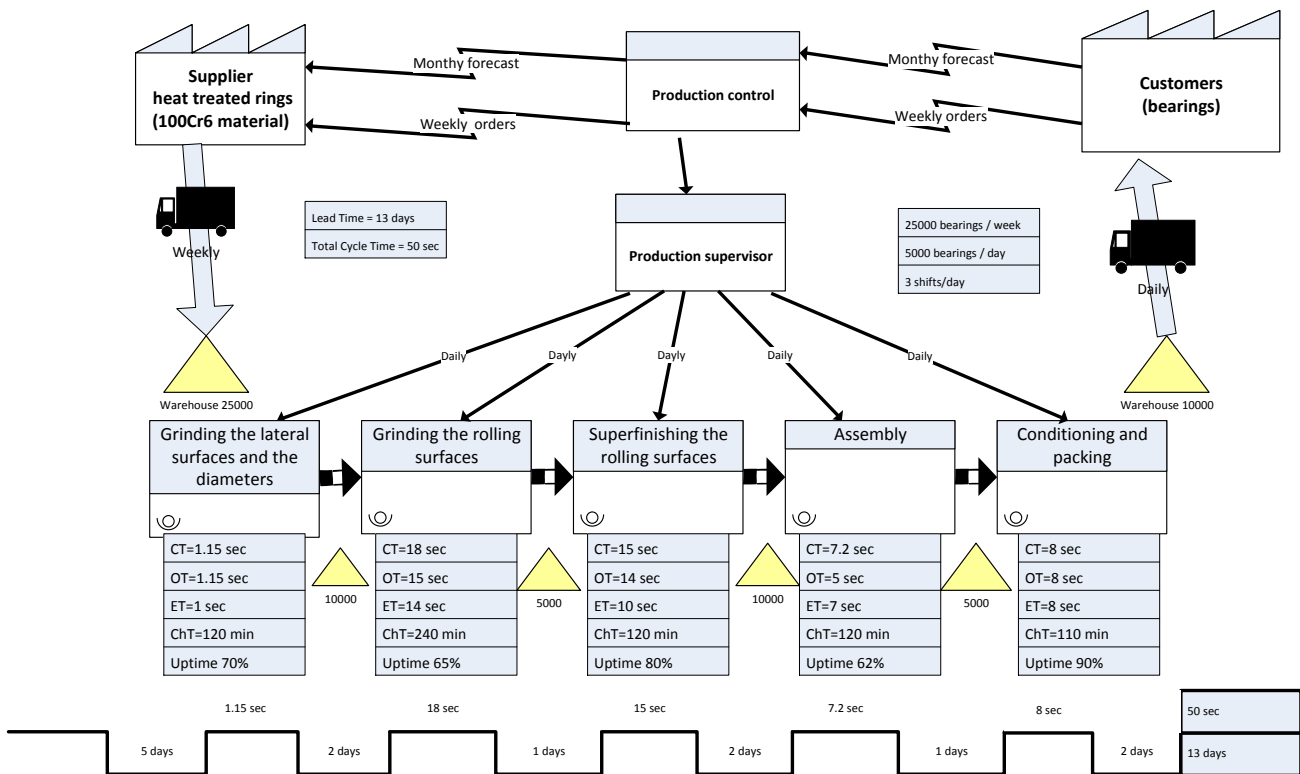 Supplier
heat treated rings
(100Cr6 material)
Monthy forecast
Weekly orders
Production control
Monthy forecast
Weekly orders
Customers
(bearings)
Weekly
Lead Time = 13 days
Total Cycle Time = 50 sec
Production supervisor
25000 bearings / week
5000 bearings / day
3 shifts/day
Daily
Daily
Dayly
Dayly
Daily
Daily
Warehouse 25000
Warehouse 10000
Grinding the lateral
surfaces and the
diameters
CT=1.15 sec
OT=1.15 sec
ET=1 sec
ChT=120 min
Uptime 70%
10000
Grinding the rolling
surfaces
CT=18 sec
OT=15 sec
ET=14 sec
ChT=240 min
Uptime 65%
5000
Superfinishing the
rolling surfaces
CT=15 sec
OT=14 sec
ET=10 sec
ChT=120 min
Uptime 80%
10000
Assembly
CT=7.2 sec
OT=5 sec
ET=7 sec
ChT=120 min
Uptime 62%
5000
Conditioning and
packing
CT=8 sec
OT=8 sec
ET=8 sec
ChT=110 min
Uptime 90%
1.15 sec
18 sec
15 sec
7.2 sec
8 sec
50 sec
5 days
2 days
1 days
2 days
1 days
2 days
13 days